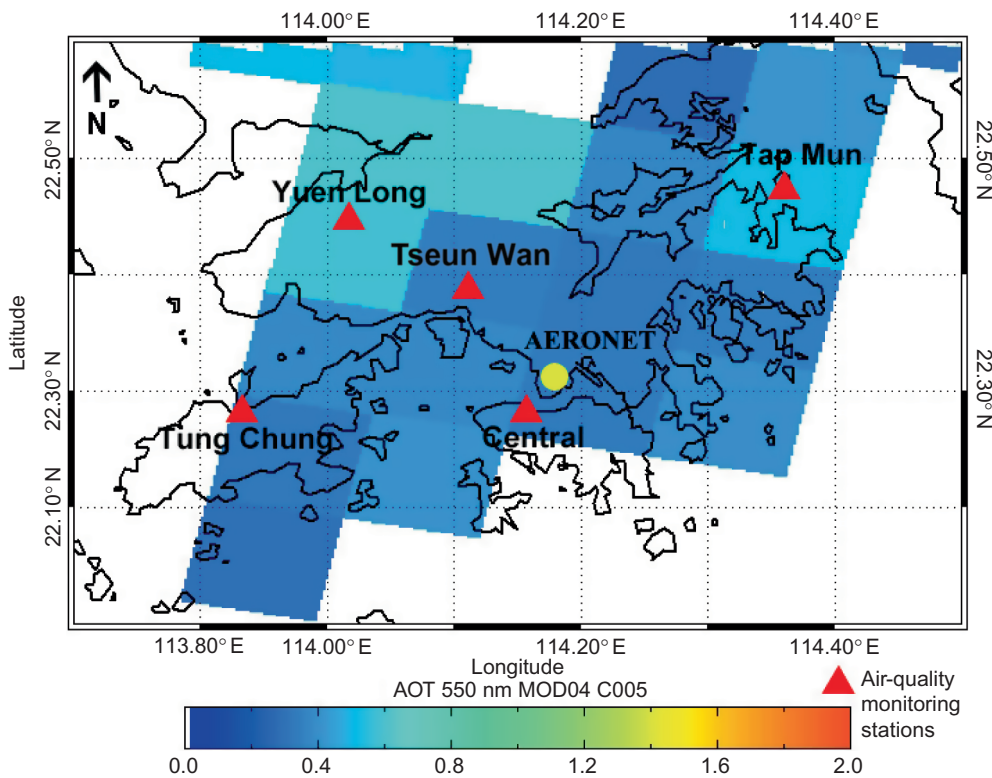 114.00° E
114.20° E
114.40° E
N
22.50° N
22.50° N
Tap Mun
Yuen Long
Tseun Wan
Latitude
AERONET
22.30° N
22.30° N
Tung Chung
Central
22.10° N
22.10° N
113.80° E
114.00° E
114.20° E
114.40° E
Longitude
AOT 550 nm MOD04 C005
Air-quality
monitoring
stations
0.0
0.4
0.8
1.2
1.6
2.0